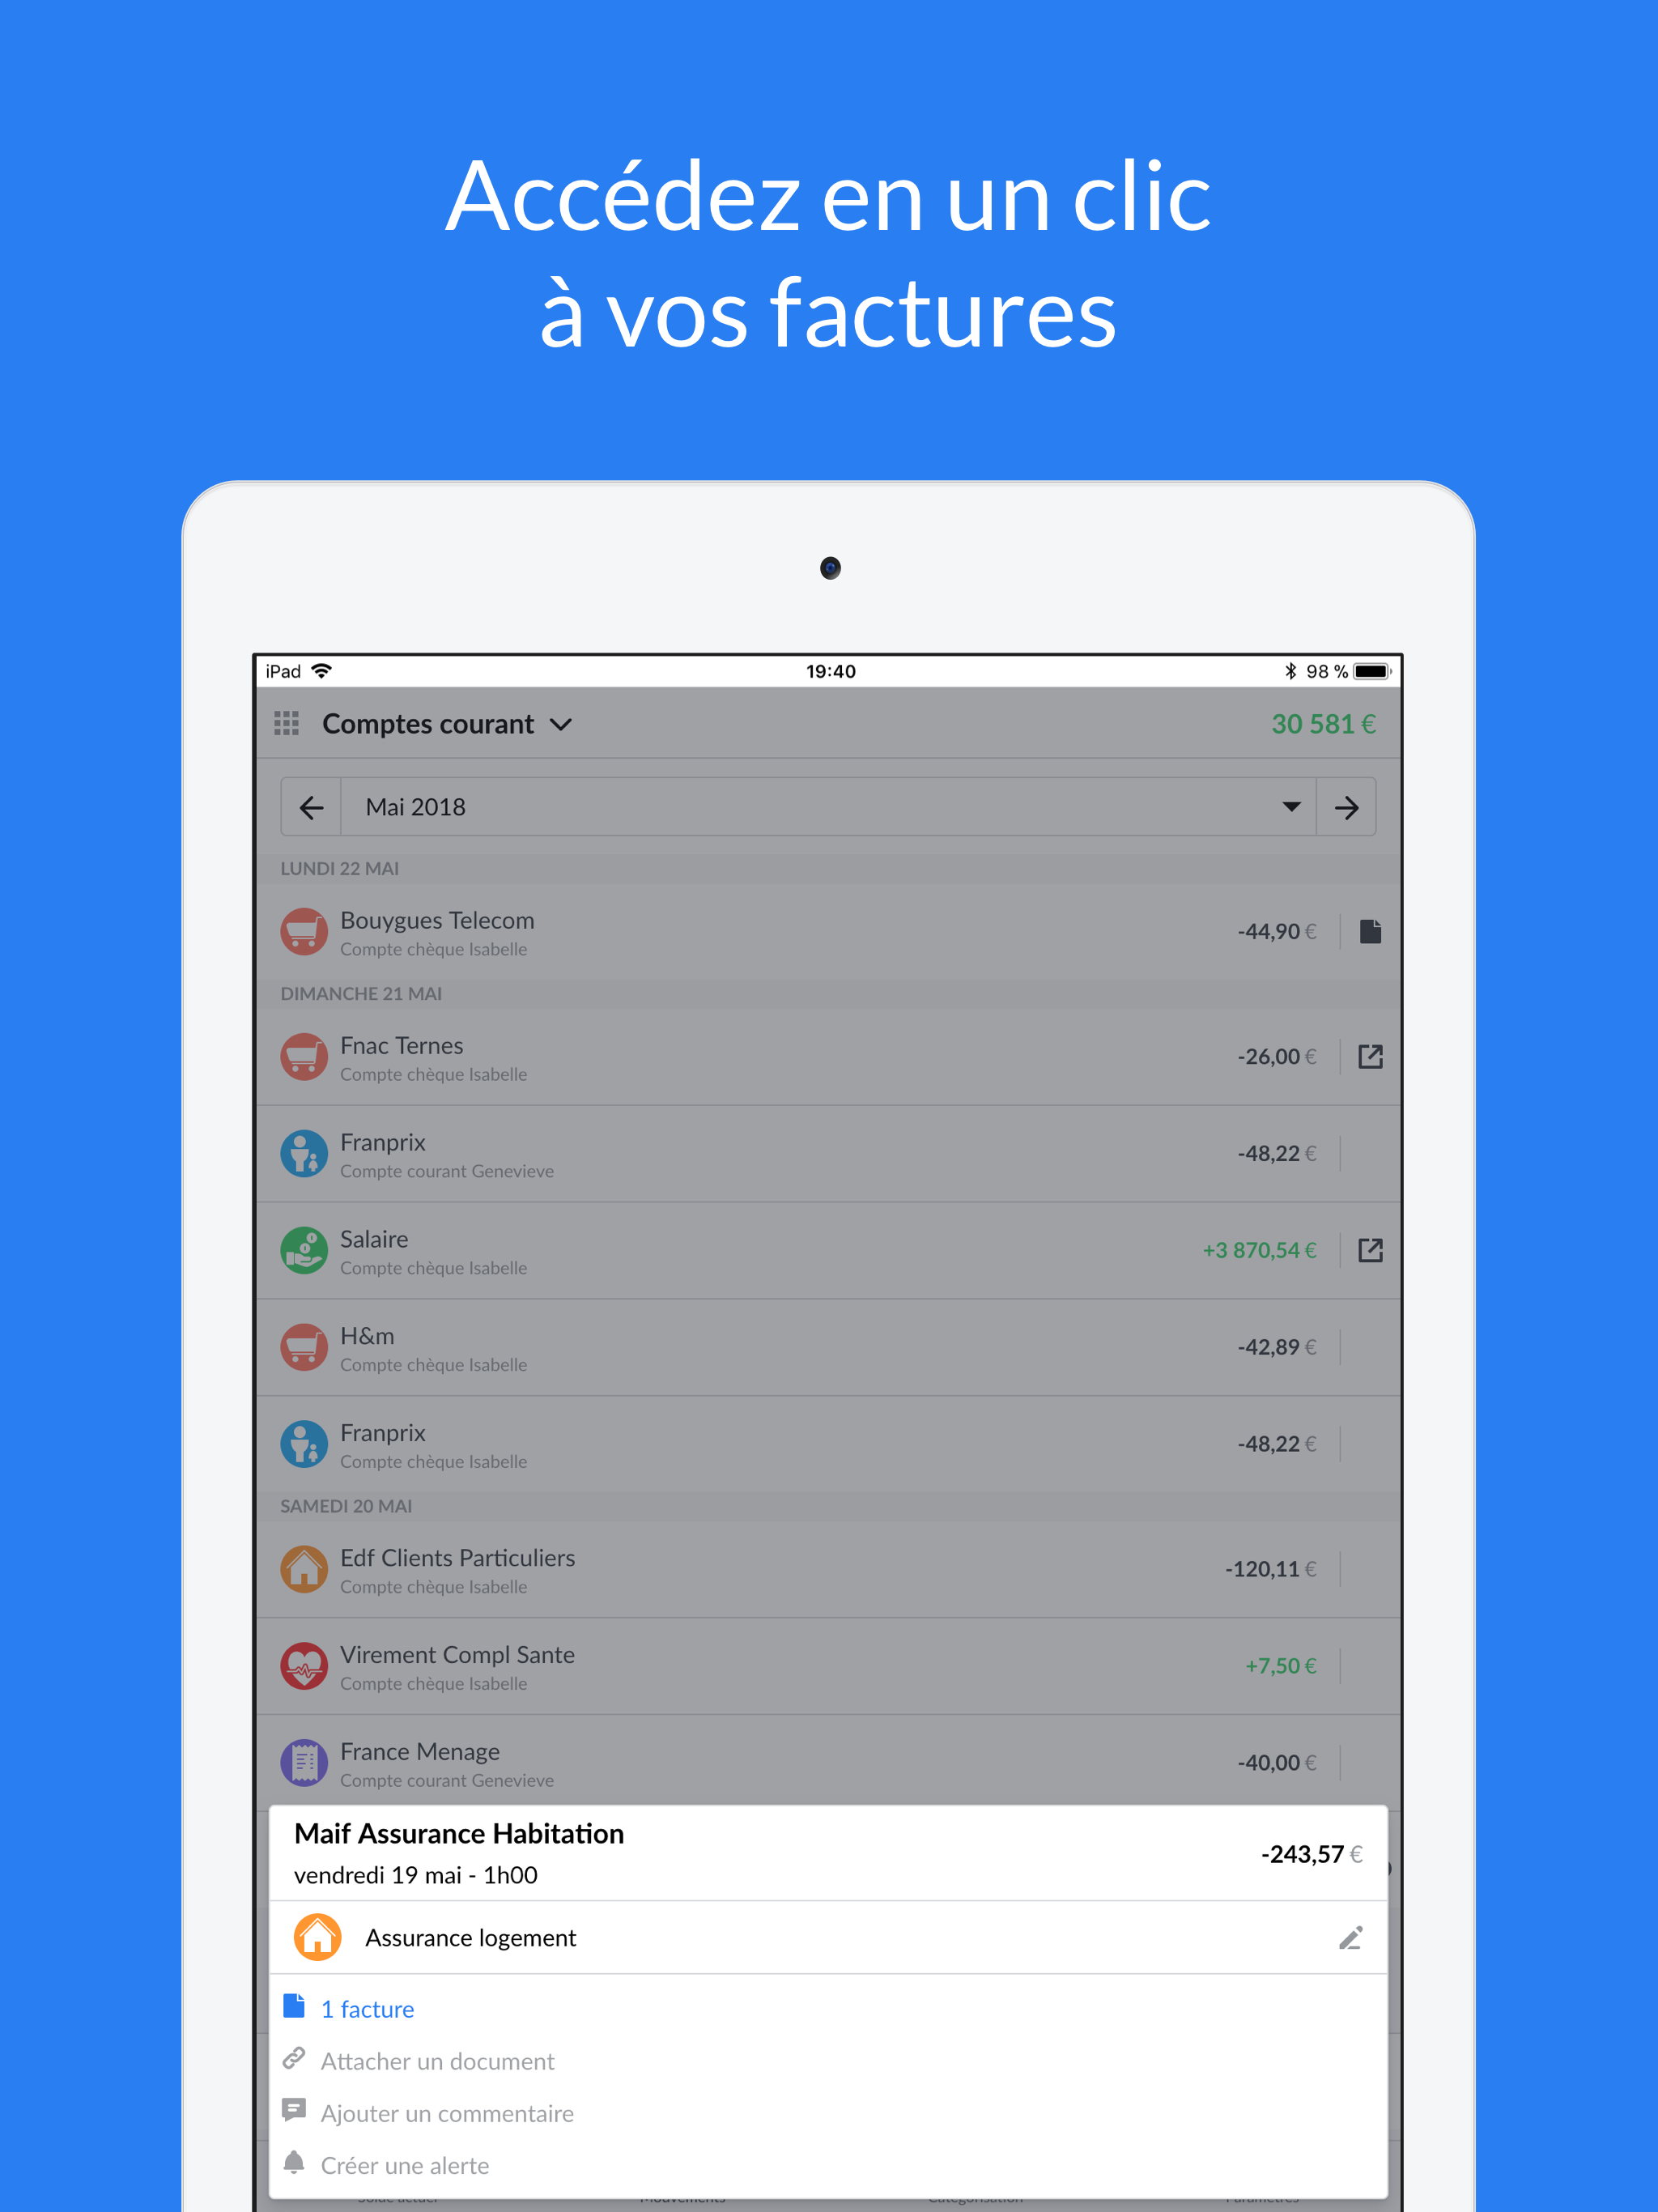 Accédez en un clic
à vos factures
iPad 19:40 98 %
Comptes courant 30 581 €
Mai 2018
LUNDI 22 MAI
Bouygues Telecom -44,90 €
Compte chèque Isabelle
DIMANCHE 21 MAI
Fnac Ternes -26,00 €
Compte chèque Isabelle
Franprix -48,22 €
Compte courant Genevieve
Salaire +3 870,54 €
Compte chèque Isabelle
H&m -42,89 €
Compte chèque Isabelle
Franprix -48,22 €
Compte chèque Isabelle
SAMEDI 20 MAI
Edf Clients Particuliers -120,11 €
Compte chèque Isabelle
Virement Compl Sante +7,50 €
Compte chèque Isabelle
France Menage -40,00 €
Compte courant Genevieve
Maif Assurance Habitation -243,57 €
vendredi 19 mai - 1h00
Assurance logement
1 facture
Attacher un document
Ajouter un commentaire
Créer une alerte